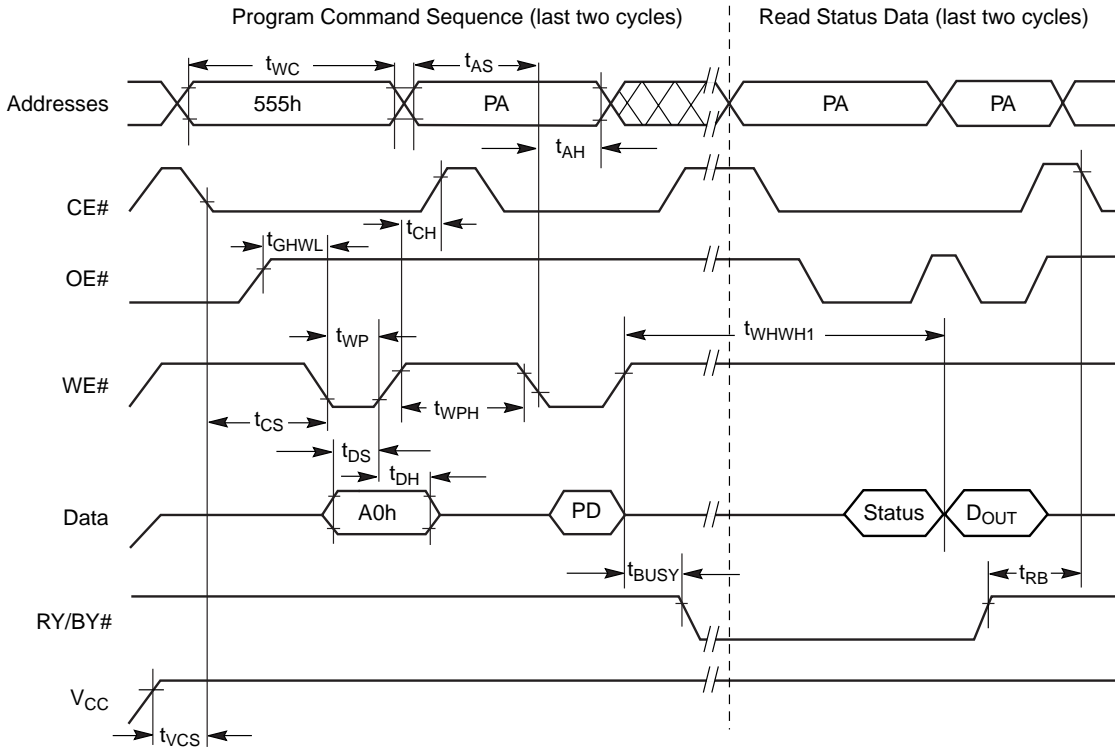 Program Command Sequence (last two cycles)
Read Status Data (last two cycles)
tWC
tAS
Addresses
555h
PA
PA
PA
tAH
CE#
tCH
tGHWL
OE#
tWP
tWHWH1
WE#
tWPH
tCS
tDS
tDH
Data
A0h
PD
Status
DOUT
tBUSY
tRB
RY/BY#
VCC
tVCS